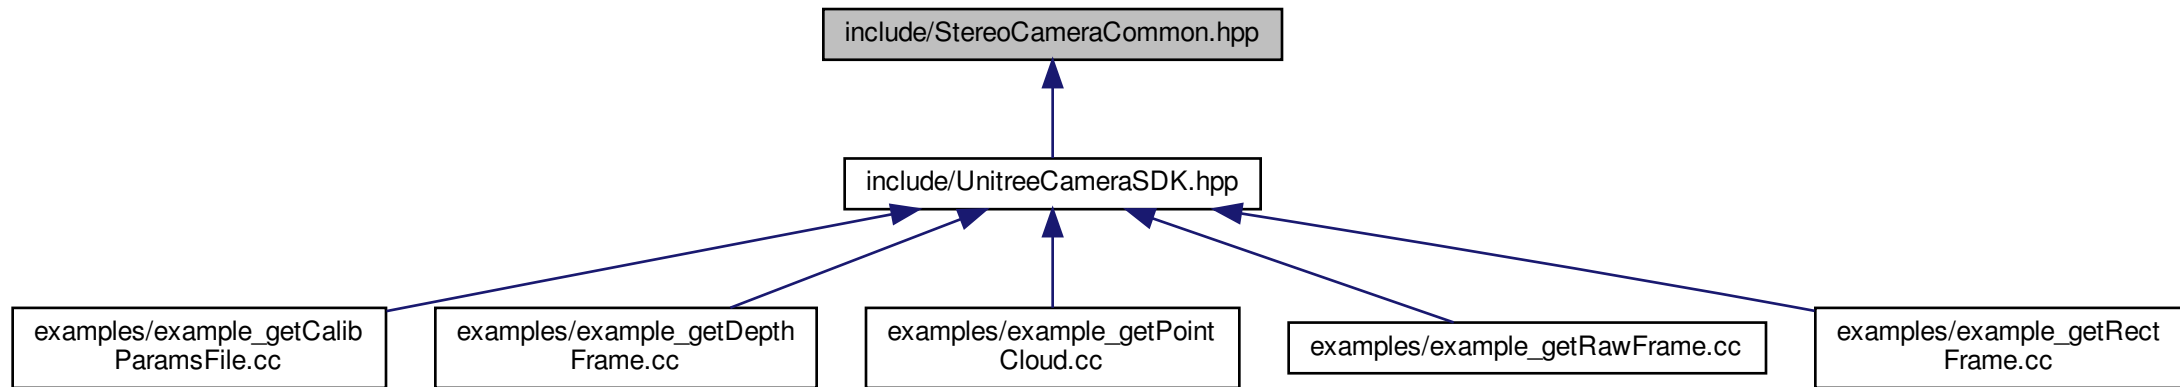 include/StereoCameraCommon.hpp
include/UnitreeCameraSDK.hpp
examples/example_getCalib
ParamsFile.cc
examples/example_getDepth
Frame.cc
examples/example_getPoint
Cloud.cc
examples/example_getRawFrame.cc
examples/example_getRect
Frame.cc